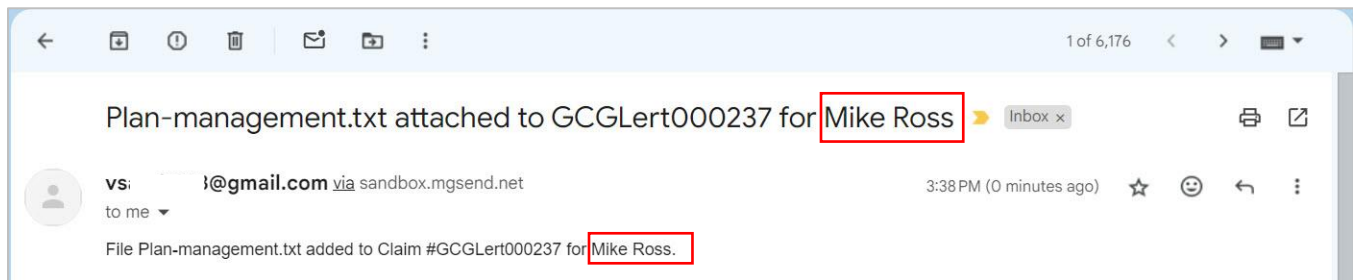 1 of 6,176
Plan-management.txt attached to GCGLert000237 for Mike Ross Inbox x
vs 3@gmail.com via sandbox.mgsend.net 3:38 PM (0 minutes ago)
to me
File Plan-management.txt added to Claim #GCGLert000237 for Mike Ross.